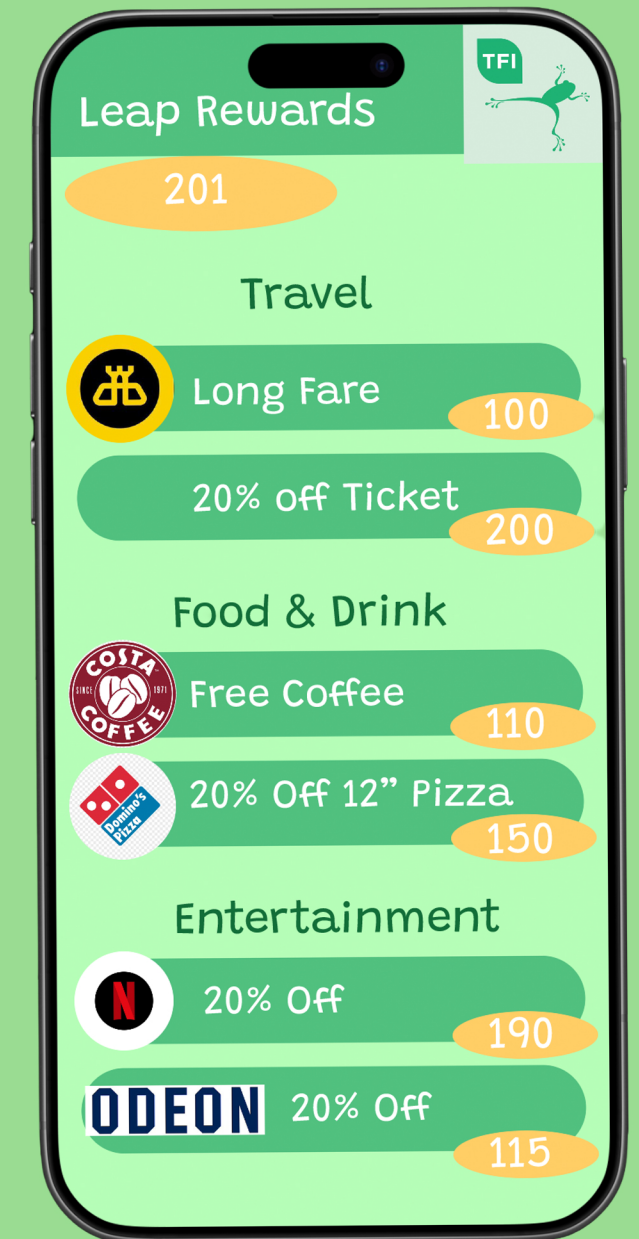 TFI
Leap Rewards
201
Travel
Long Fare
100
20% off Ticket
200
Food & Drink
COSTA
SINCE 1971
COFFEE
Free Coffee
110
Domino's
Pizza
20% Off 12” Pizza
150
Entertainment
N
20% Off
190
ODEON
20% Off
115